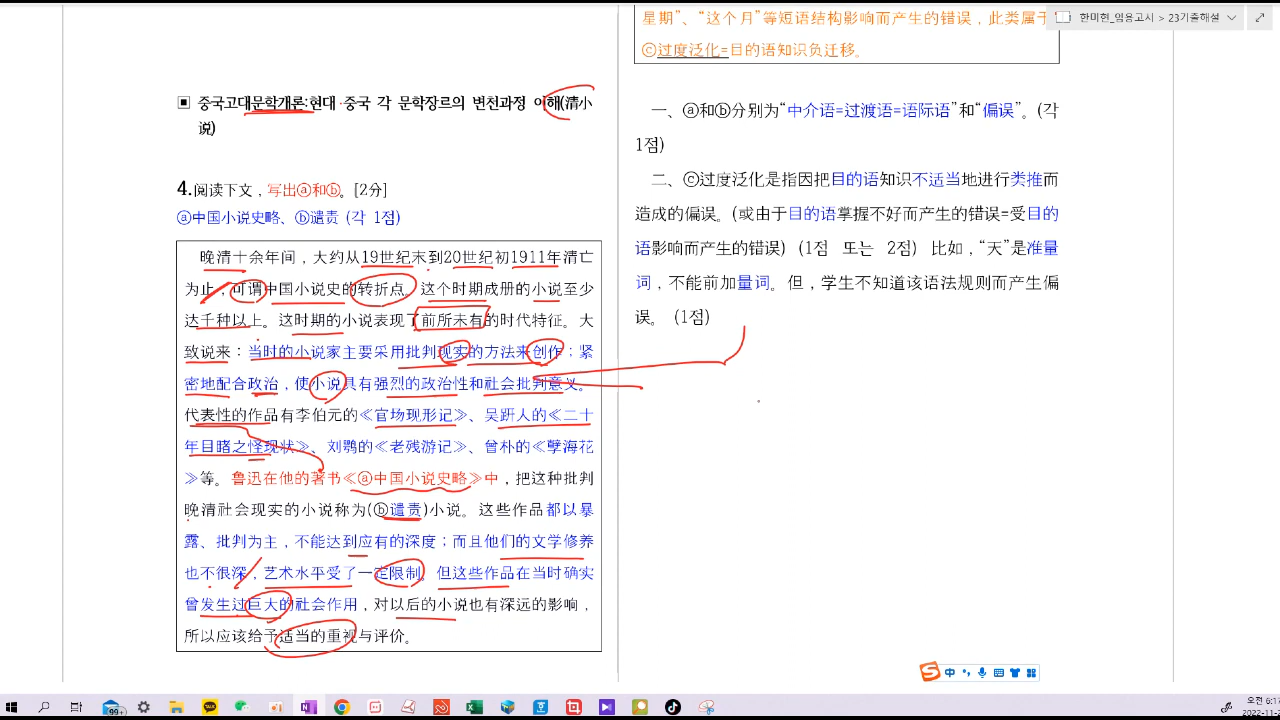 星期”、“这个月”等短语结构影响而产生的错误，此类属于
ⓒ过度泛化=目的语知识负迁移。
한미현_임용고시 > 23기출해설
▣ 중국고대문학개론:현대 중국 각 문학장르의 변천과정 이해(清小
说)
4. 阅读下文，写出ⓐ和ⓑ。[2分]
ⓐ中国小说史略、ⓑ谴责 (각 1점)
晚清十余年间，大约从19世纪末到20世纪初1911年清亡
为止，可谓中国小说史的转折点。这个时期成册的小说至少
达千种以上。这时期的小说表现了前所未有的时代特征。大
致说来：当时的小说家主要采用批判现实的方法来创作；紧
密地配合政治，使小说具有强烈的政治性和社会批判意义。
代表性的作品有李伯元的《官场现形记》、吴趼人的《二十
年目睹之怪现状》、刘鹗的《老残游记》、曾朴的《孽海花
》等。鲁迅在他的著书《ⓐ中国小说史略》中，把这种批判
晚清社会现实的小说称为(ⓑ谴责)小说。这些作品都以暴
露、批判为主，不能达到应有的深度；而且他们的文学修养
也不很深，艺术水平受了一定限制。但这些作品在当时确实
曾发生过巨大的社会作用，对以后的小说也有深远的影响，
所以应该给予适当的重视与评价。
一、ⓐ和ⓑ分别为“中介语=过渡语=语际语”和“偏误”。(각
1점)
二、ⓒ过度泛化是指因把目的语知识不适当地进行类推而
造成的偏误。(或由于目的语掌握不好而产生的错误=受目的
语影响而产生的错误) (1점 또는 2점) 比如，“天”是准量
词，不能前加量词。但，学生不知道该语法规则而产生偏
误。 (1점)
中
99+
TALK
오전 6:1
2022-11-2